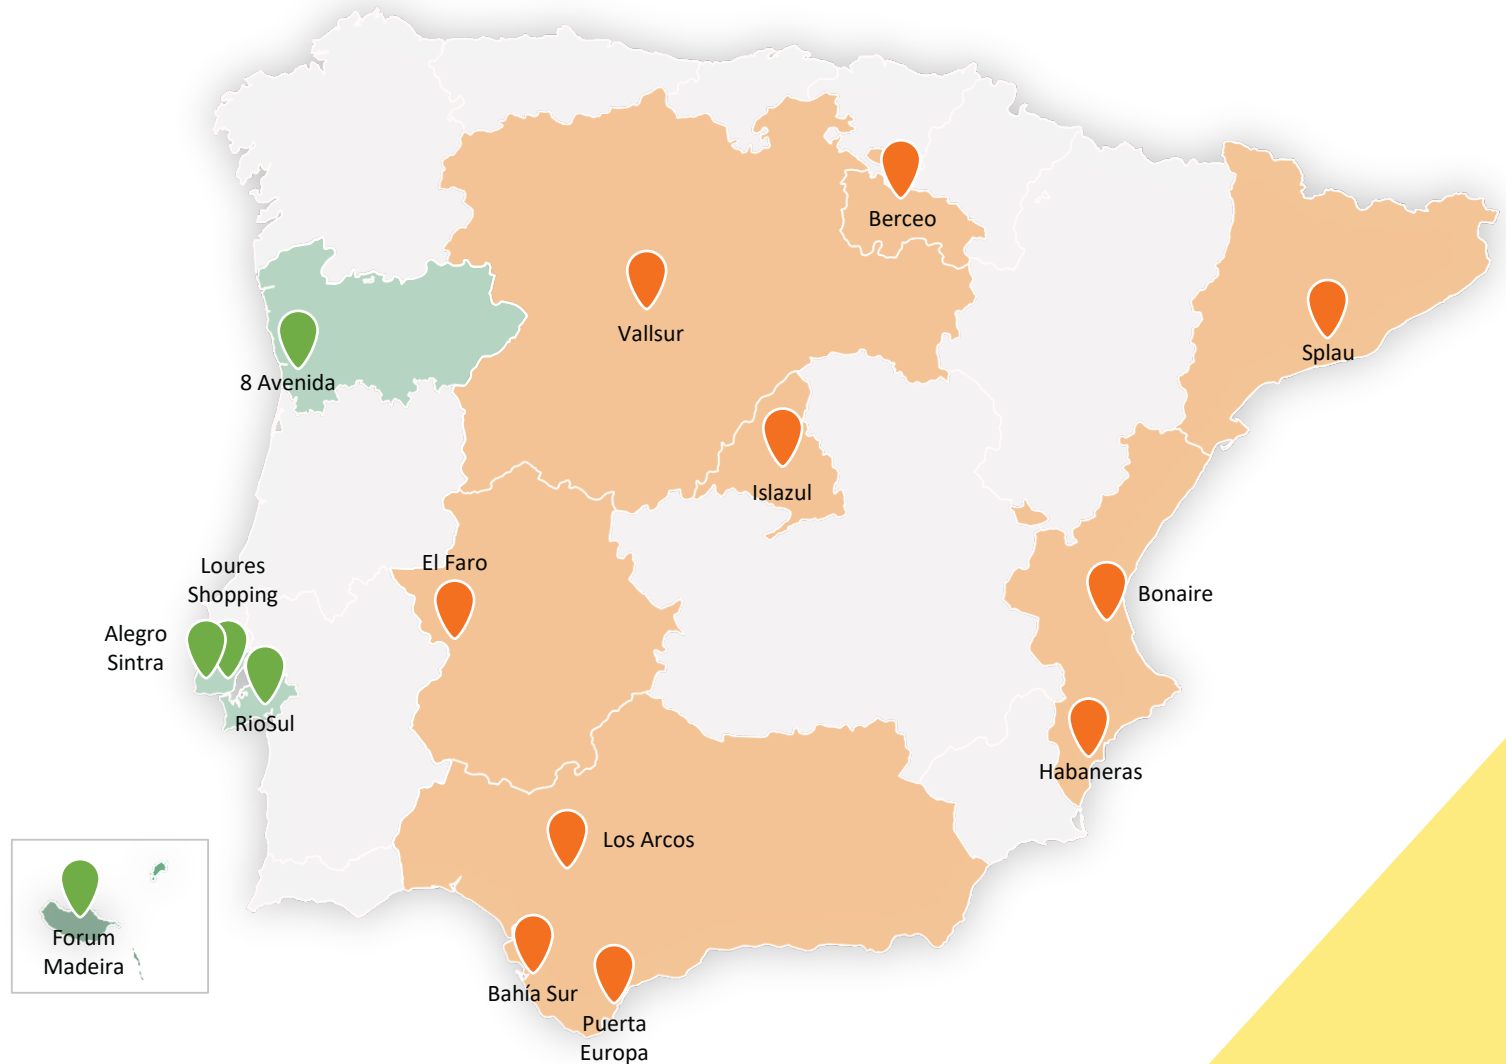 Berceo
Vallsur
Splau
8 Avenida
Islazul
El Faro
Loures
Shopping
Bonaire
Alegro
Sintra
RioSul
Habaneras
Los Arcos
Forum
Madeira
Bahía Sur
Puerta
Europa